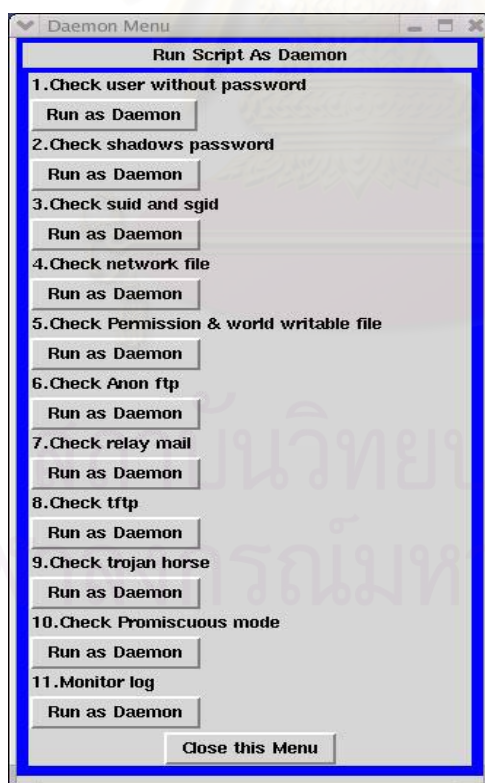 Daemon Menu
Run Script As Daemon
1.Check user without password
Run as Daemon
2.Check shadows password
Run as Daemon
3.Check suid and sgid
Run as Daemon
4.Check network file
Run as Daemon
5.Check Permission & world writable file
Run as Daemon
6.Check Anon ftp
Run as Daemon
7.Check relay mail
Run as Daemon
8.Check tftp
Run as Daemon
9.Check trojan horse
Run as Daemon
10.Check Promiscuous mode
Run as Daemon
11.Monitor log
Run as Daemon
Close this Menu